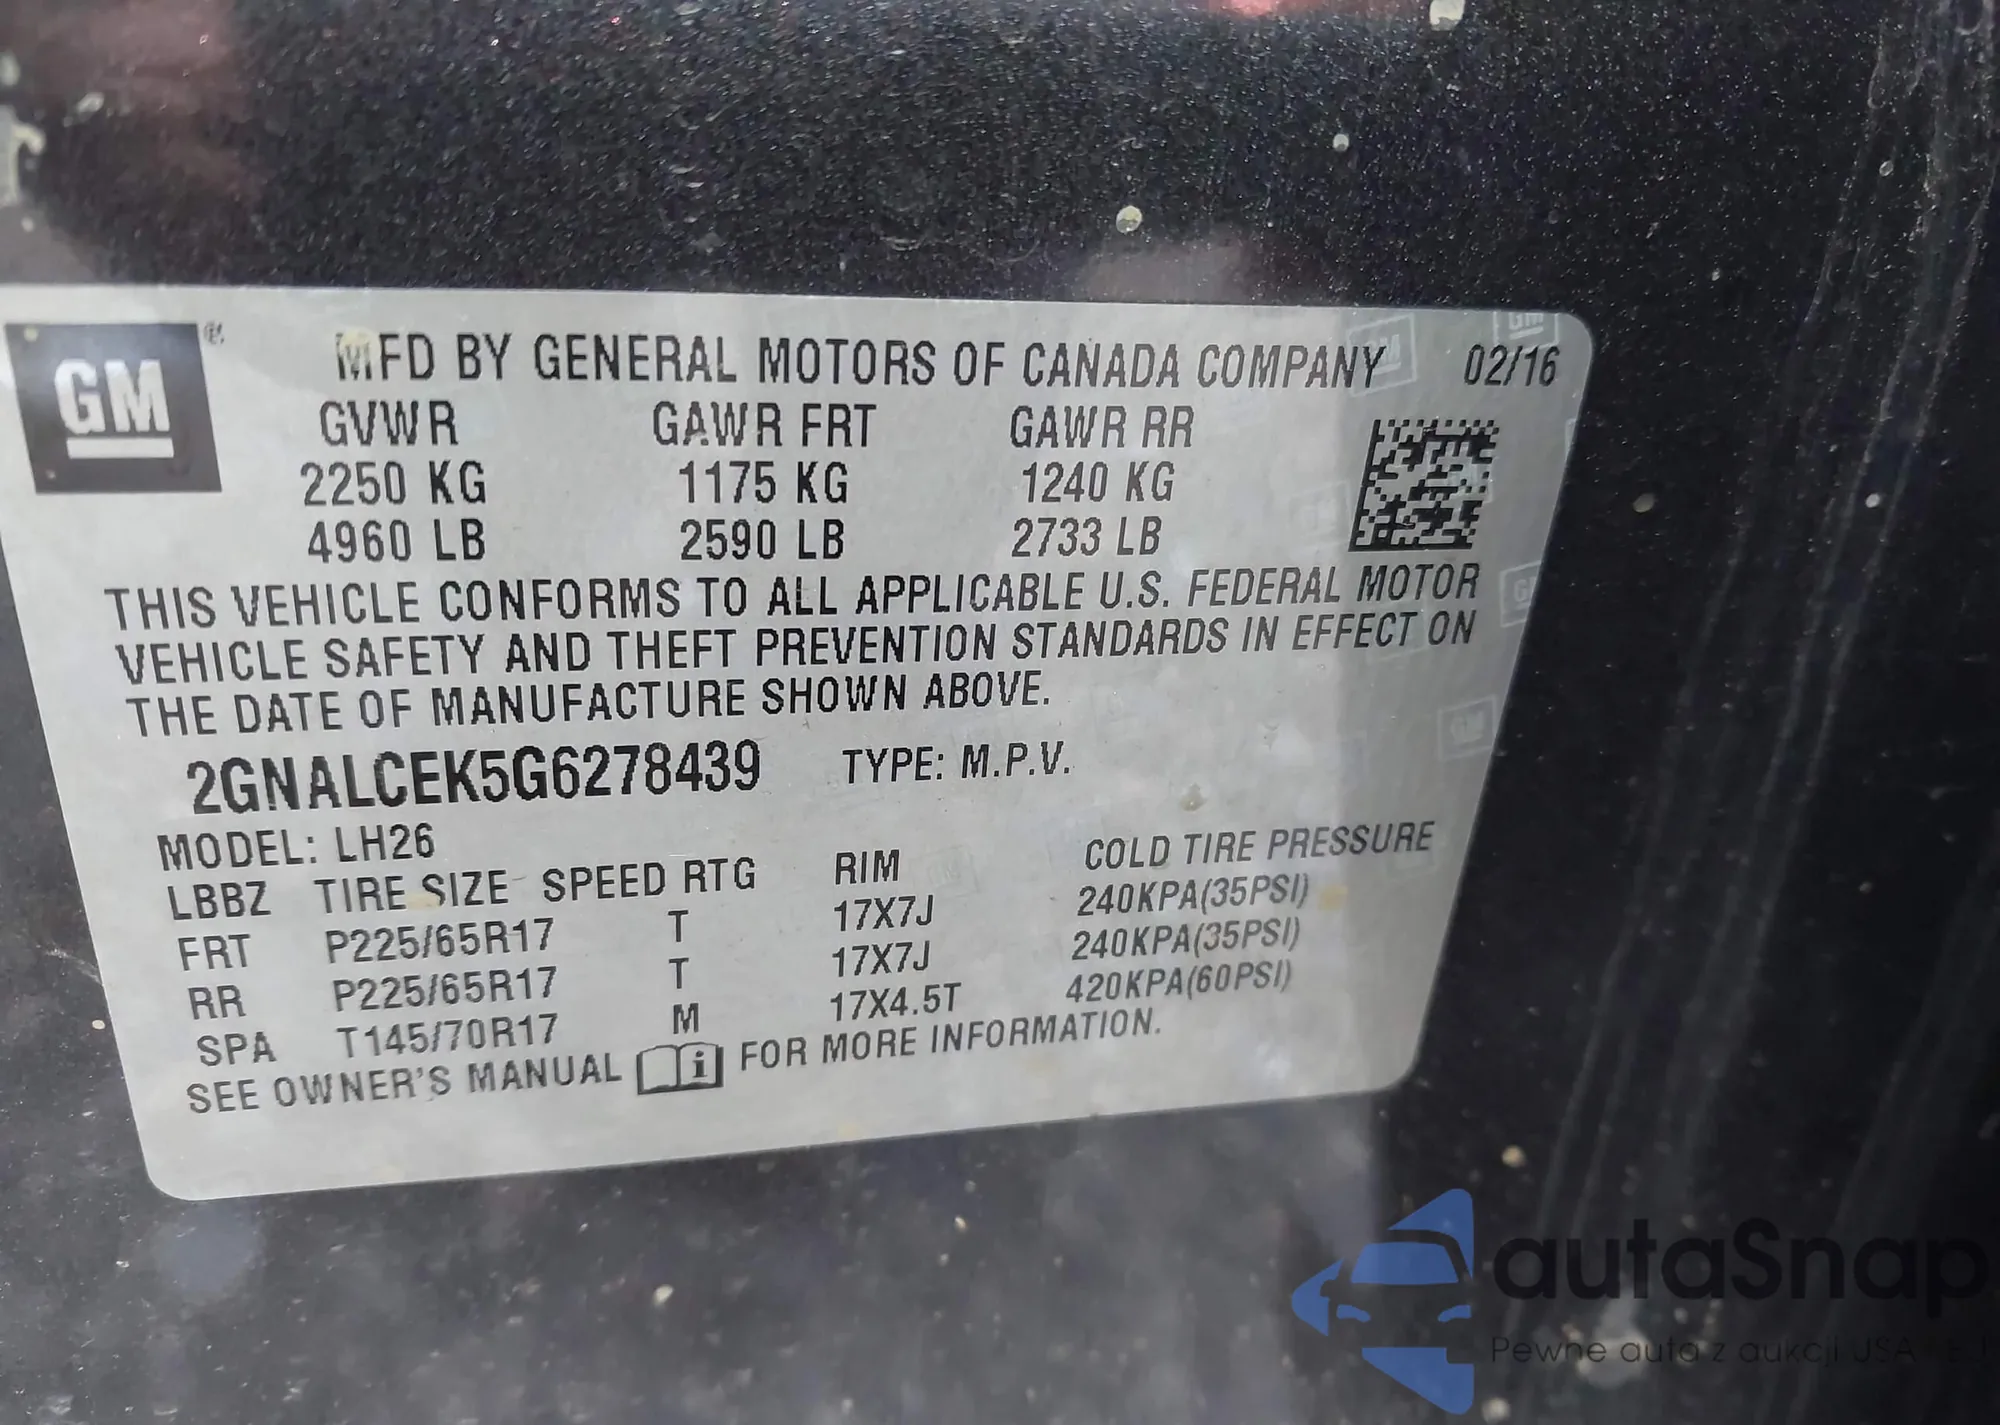 GM ®
MFD BY GENERAL MOTORS OF CANADA COMPANY 02/16
GVWR GAWR FRT GAWR RR
2250 KG 1175 KG 1240 KG
4960 LB 2590 LB 2733 LB
THIS VEHICLE CONFORMS TO ALL APPLICABLE U.S. FEDERAL MOTOR
VEHICLE SAFETY AND THEFT PREVENTION STANDARDS IN EFFECT ON
THE DATE OF MANUFACTURE SHOWN ABOVE.
2GNALCEK5G6278439 TYPE: M.P.V.
MODEL: LH26
LBBZ TIRE SIZE SPEED RTG RIM COLD TIRE PRESSURE
FRT P225/65R17 T 17X7J 240KPA(35PSI)
RR P225/65R17 T 17X7J 240KPA(35PSI)
SPA T145/70R17 M 17X4.5T 420KPA(60PSI)
SEE OWNER'S MANUAL i FOR MORE INFORMATION.
autaSnap
Pewne auta z aukcji USA